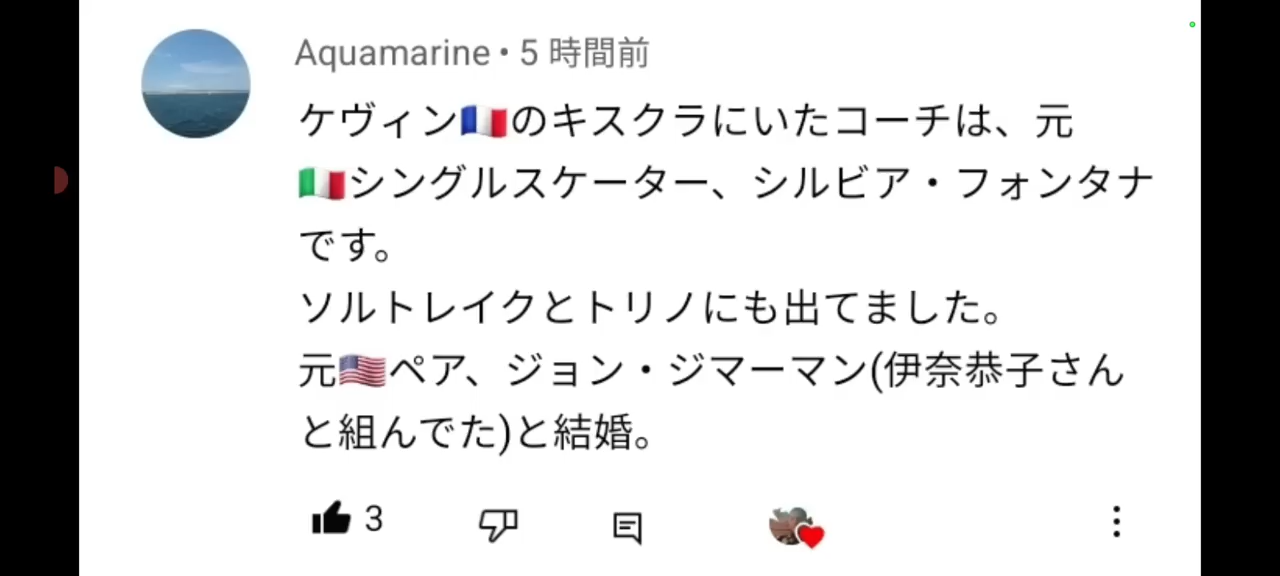 Aquamarine • 5 時間前
ケヴィン🇫🇷のキスクラにいたコーチは、元
🇮🇹シングルスケーター、シルビア・フォンタナ
です。
ソルトレイクとトリノにも出てました。
元🇺🇸ペア、ジョン・ジマーマン(伊奈恭子さん
と組んでた)と結婚。
3